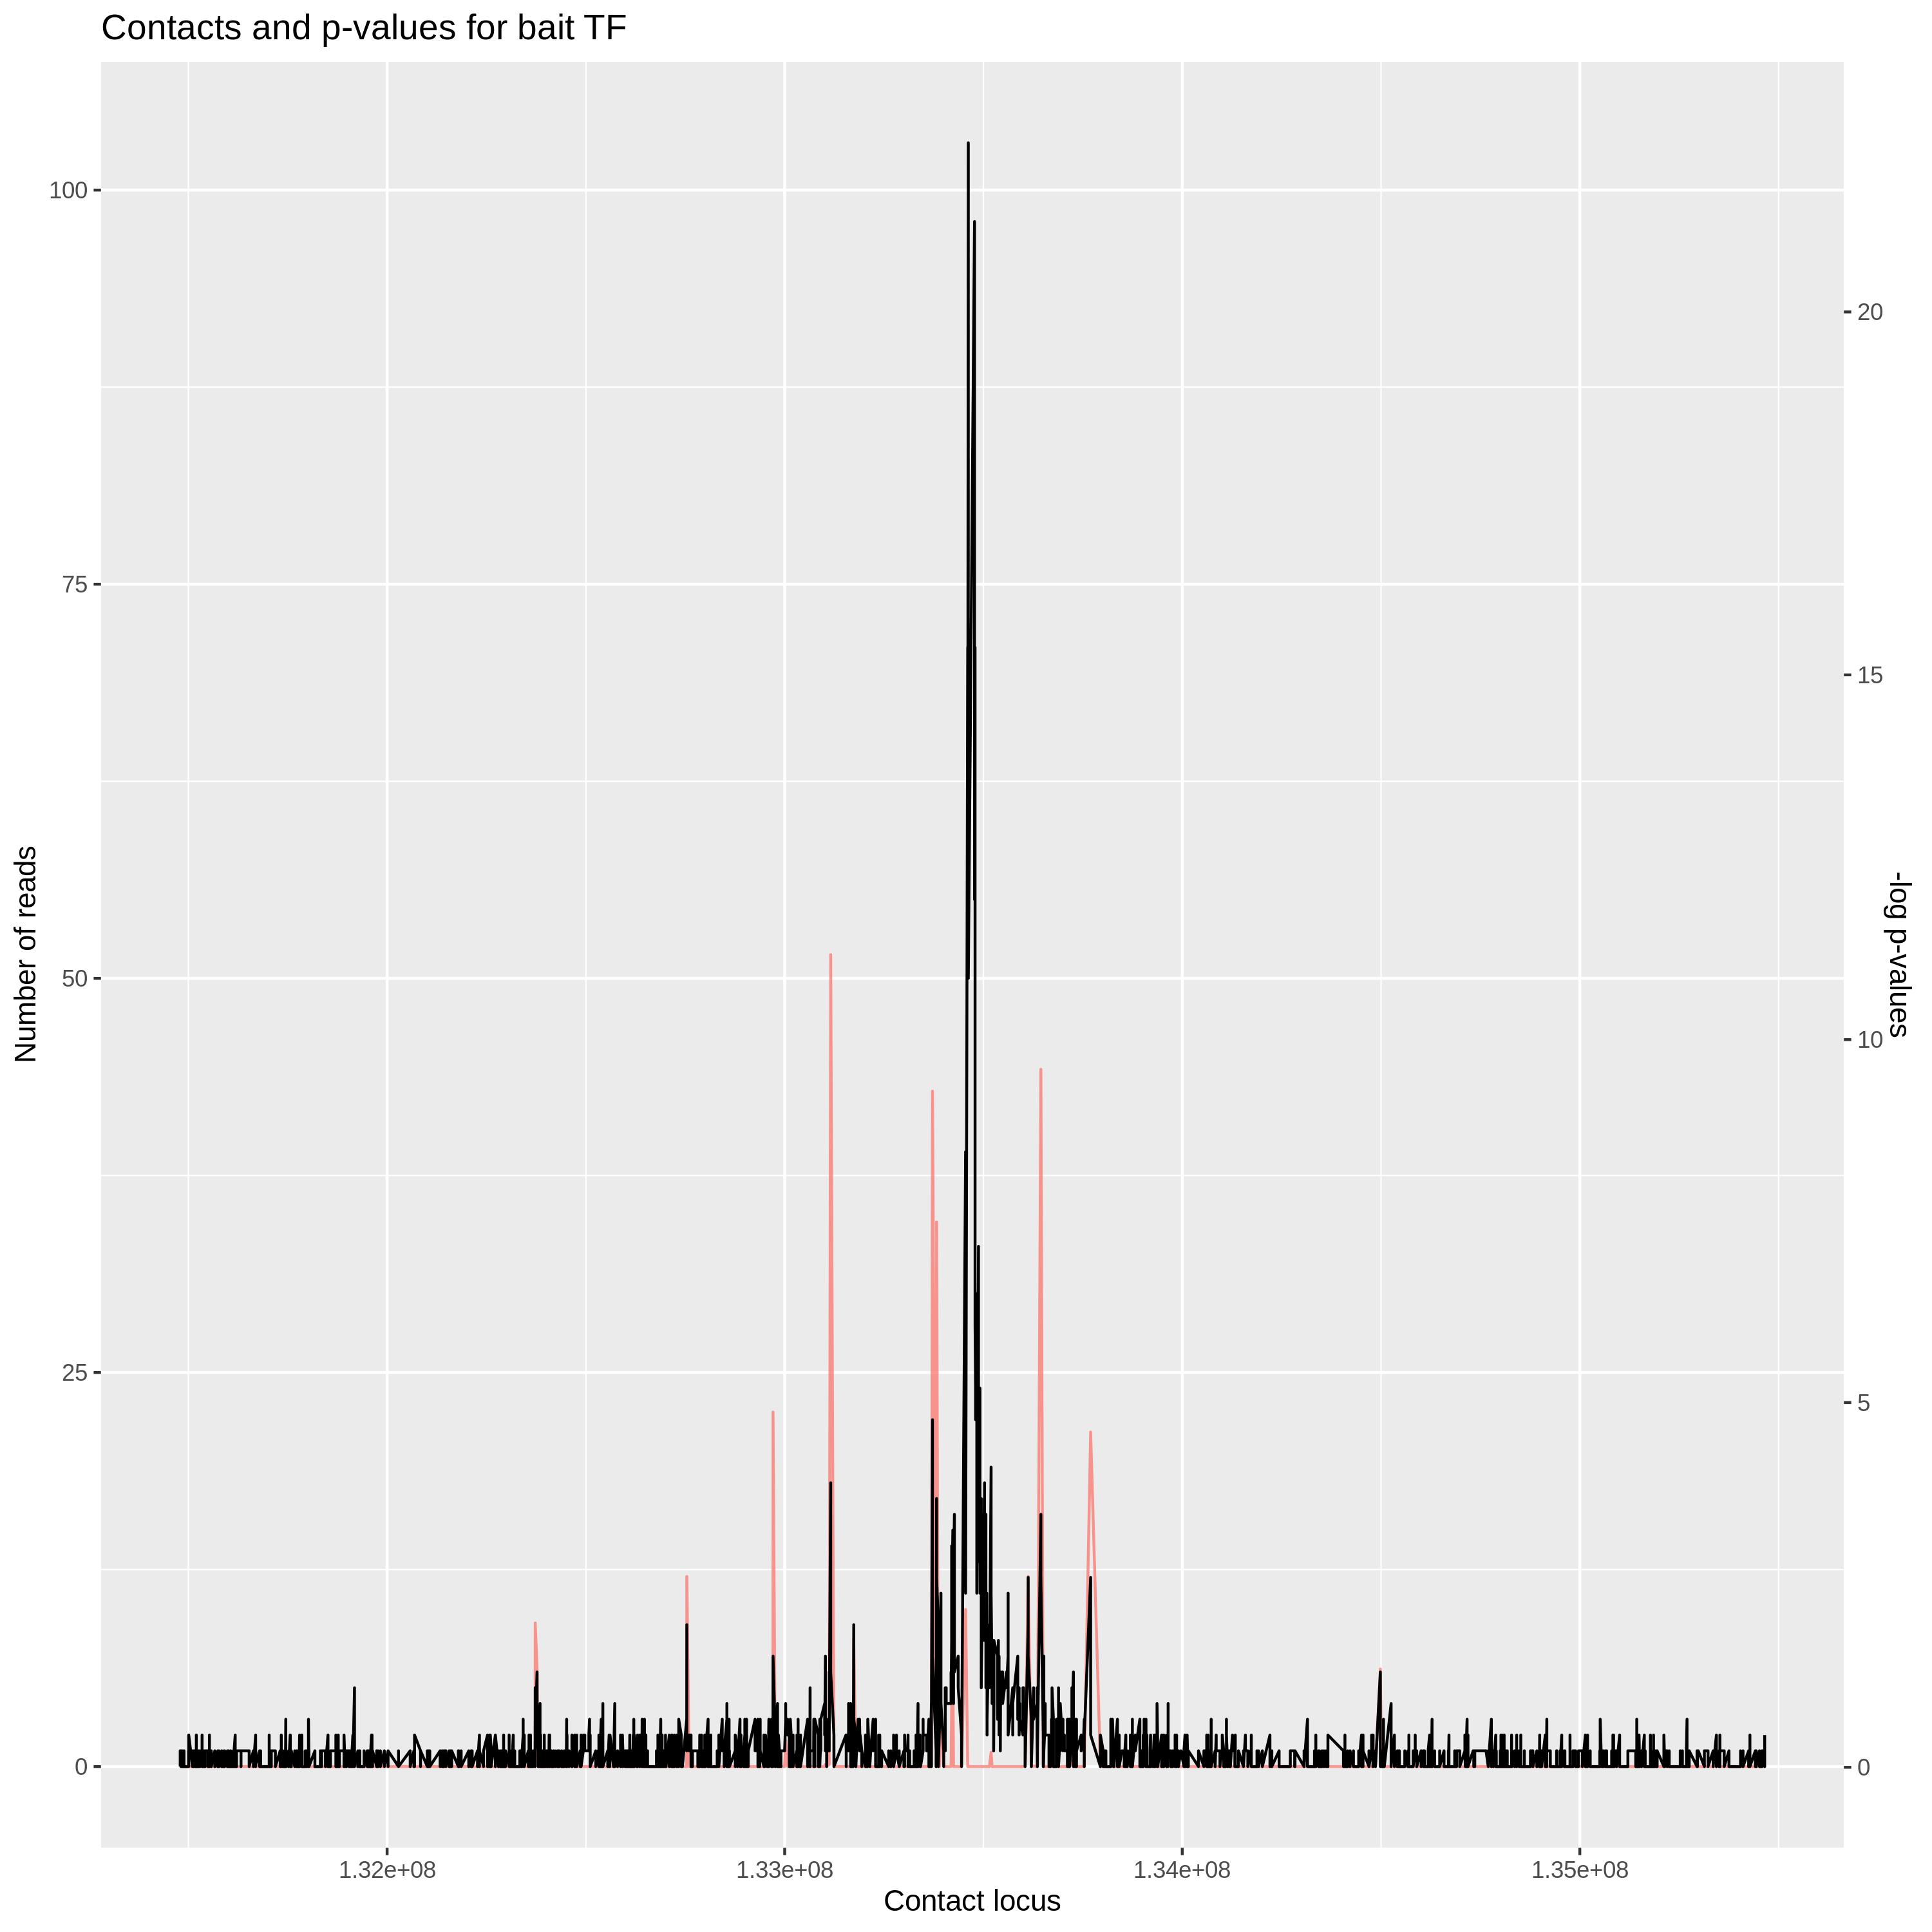 Contacts and p-values for bait TF
100
75
50
25
0
Number of reads
20
15
10
5
0
-log p-values
1.32e+08
1.33e+08
1.34e+08
1.35e+08
Contact locus